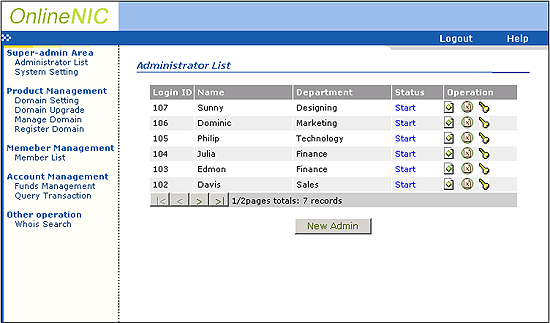 OnlineNIC
Logout Help
Super-admin Area
Administrator List
System Setting
Product Management
Domain Setting
Domain Upgrade
Manage Domain
Register Domain
Memeber Management
Member List
Account Management
Funds Management
Query Transaction
Other operation
Whois Search
Administrator List
Login ID Name Department Status Operation
107 Sunny Designing Start
106 Dominic Marketing Start
105 Philip Technology Start
104 Julia Finance Start
103 Edmon Finance Start
102 Davis Sales Start
|< < > >| 1/2pages totals: 7 records
New Admin